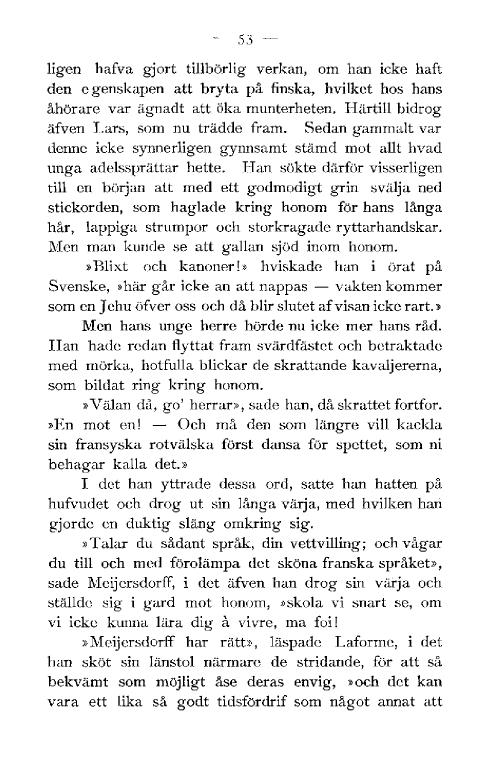 — 53 —
ligen hafva gjort tillbörlig verkan, om han icke haft
den egenskapen att bryta på finska, hvilket hos hans
åhörare var ägnadt att öka munterheten. Härtill bidrog
äfven Lars, som nu trädde fram. Sedan gammalt var
denne icke synnerligen gynnsamt stämd mot allt hvad
unga adelssprättar hette. Han sökte därför visserligen
till en början att med ett godmodigt grin svälja ned
stickorden, som haglade kring honom för hans långa
hår, lappiga strumpor och storkragade ryttarhandskar.
Men man kunde se att gallan sjöd inom honom.
»Blixt och kanoner!» hviskade han i örat på
Svenske, »här går icke an att nappas — vakten kommer
som en Jehu öfver oss och då blir slutet af visan icke rart.»
Men hans unge herre hörde nu icke mer hans råd.
Han hade redan flyttat fram svärdfästet och betraktade
med mörka, hotfulla blickar de skrattande kavaljererna,
som bildat ring kring honom.
»Välan då, go' herrar», sade han, då skrattet fortfor.
»En mot en! — Och må den som längre vill kackla
sin fransyska rotvälska först dansa för spettet, som ni
behagar kalla det.»
I det han yttrade dessa ord, satte han hatten på
hufvudet och drog ut sin långa värja, med hvilken han
gjorde en duktig släng omkring sig.
»Talar du sådant språk, din vettvilling; och vågar
du till och med förolämpa det sköna franska språket»,
sade Meijersdorff, i det äfven han drog sin värja och
ställde sig i gard mot honom, »skola vi snart se, om
vi icke kunna lära dig à vivre, ma foi!
»Meijersdorff har rätt», läspade Laforme, i det
han sköt sin länstol närmare de stridande, för att så
bekvämt som möjligt åse deras envig, »och det kan
vara ett lika så godt tidsfördrif som något annat att